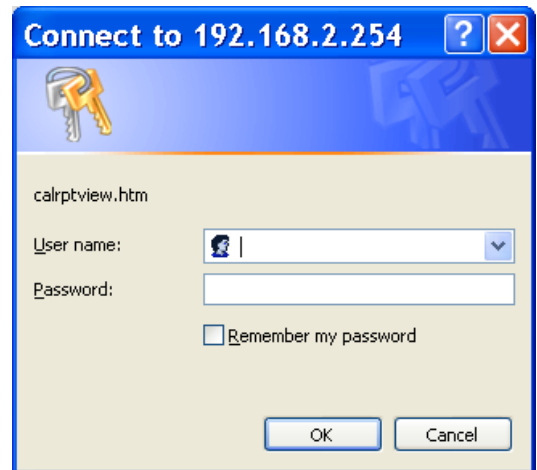 Connect to 192.168.2.254
?
calrptview.htm
User name:
Password:
Remember my password
OK
Cancel